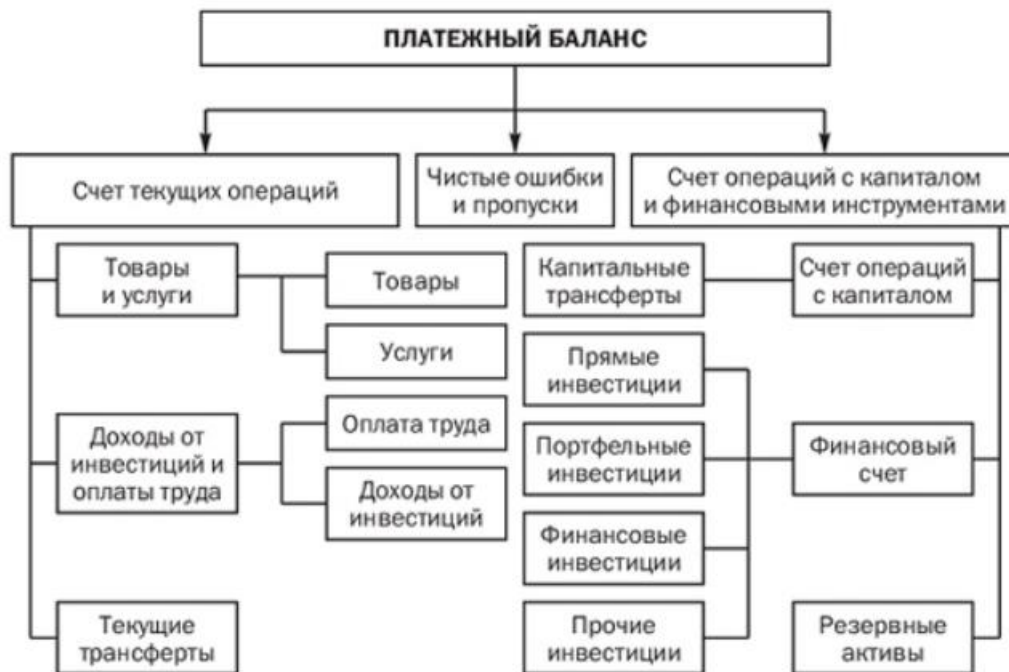 ПЛАТЕЖНЫЙ БАЛАНС
Счет текущих операций
Чистые ошибки
и пропуски
Счет операций с капиталом
и финансовыми инструментами
Товары
и услуги
Товары
Услуги
Доходы от
инвестиций и
оплаты труда
Оплата труда
Доходы от
инвестиций
Текущие
трансферты
Капитальные
трансферты
Счет операций
с капиталом
Прямые
инвестиции
Портфельные
инвестиции
Финансовые
инвестиции
Прочие
инвестиции
Финансовый
счет
Резервные
активы